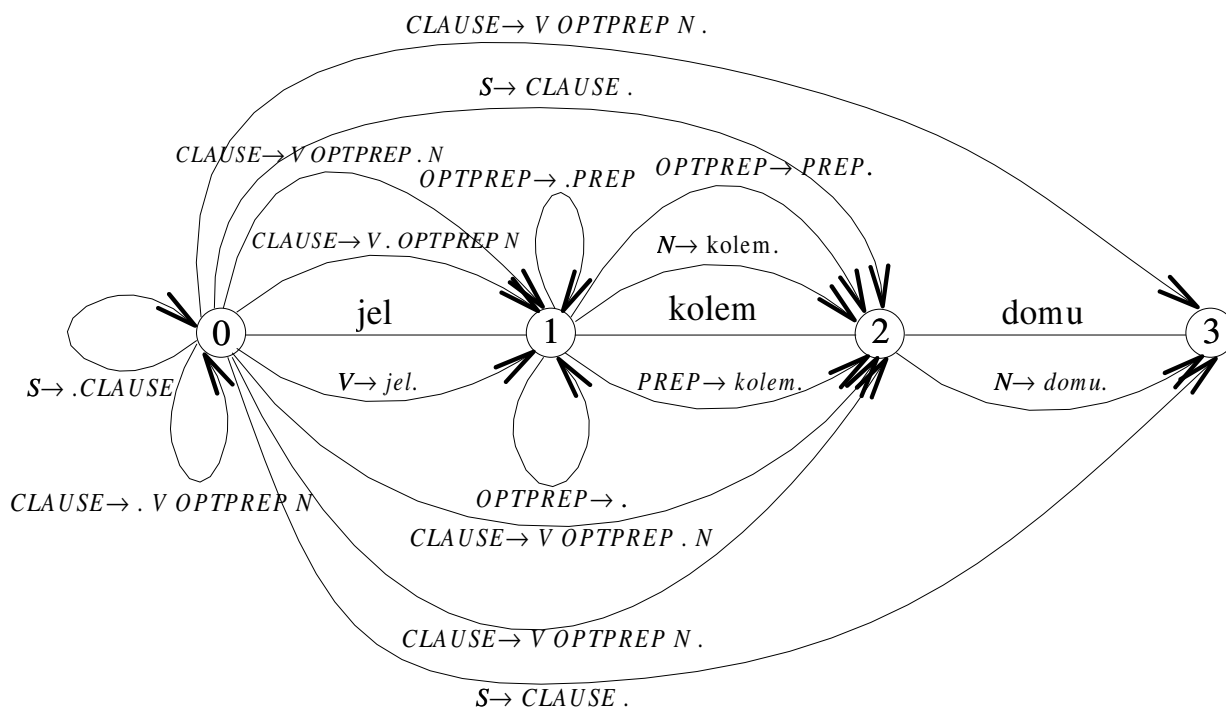 CLAUSE→ V OPTPREP N .
S→ CLAUSE .
CLAUSE→ V OPTPREP . N
OPTPREP→ .PREP
OPTPREP→ PREP.
CLAUSE→ V . OPTPREP N
N→ kolem.
jel
kolem
domu
0
1
2
3
S→ .CLAUSE
V→ jel.
PREP→ kolem.
N→ domu.
CLAUSE→ . V OPTPREP N
OPTPREP→ .
CLAUSE→ V OPTPREP . N
CLAUSE→ V OPTPREP N .
S→ CLAUSE .